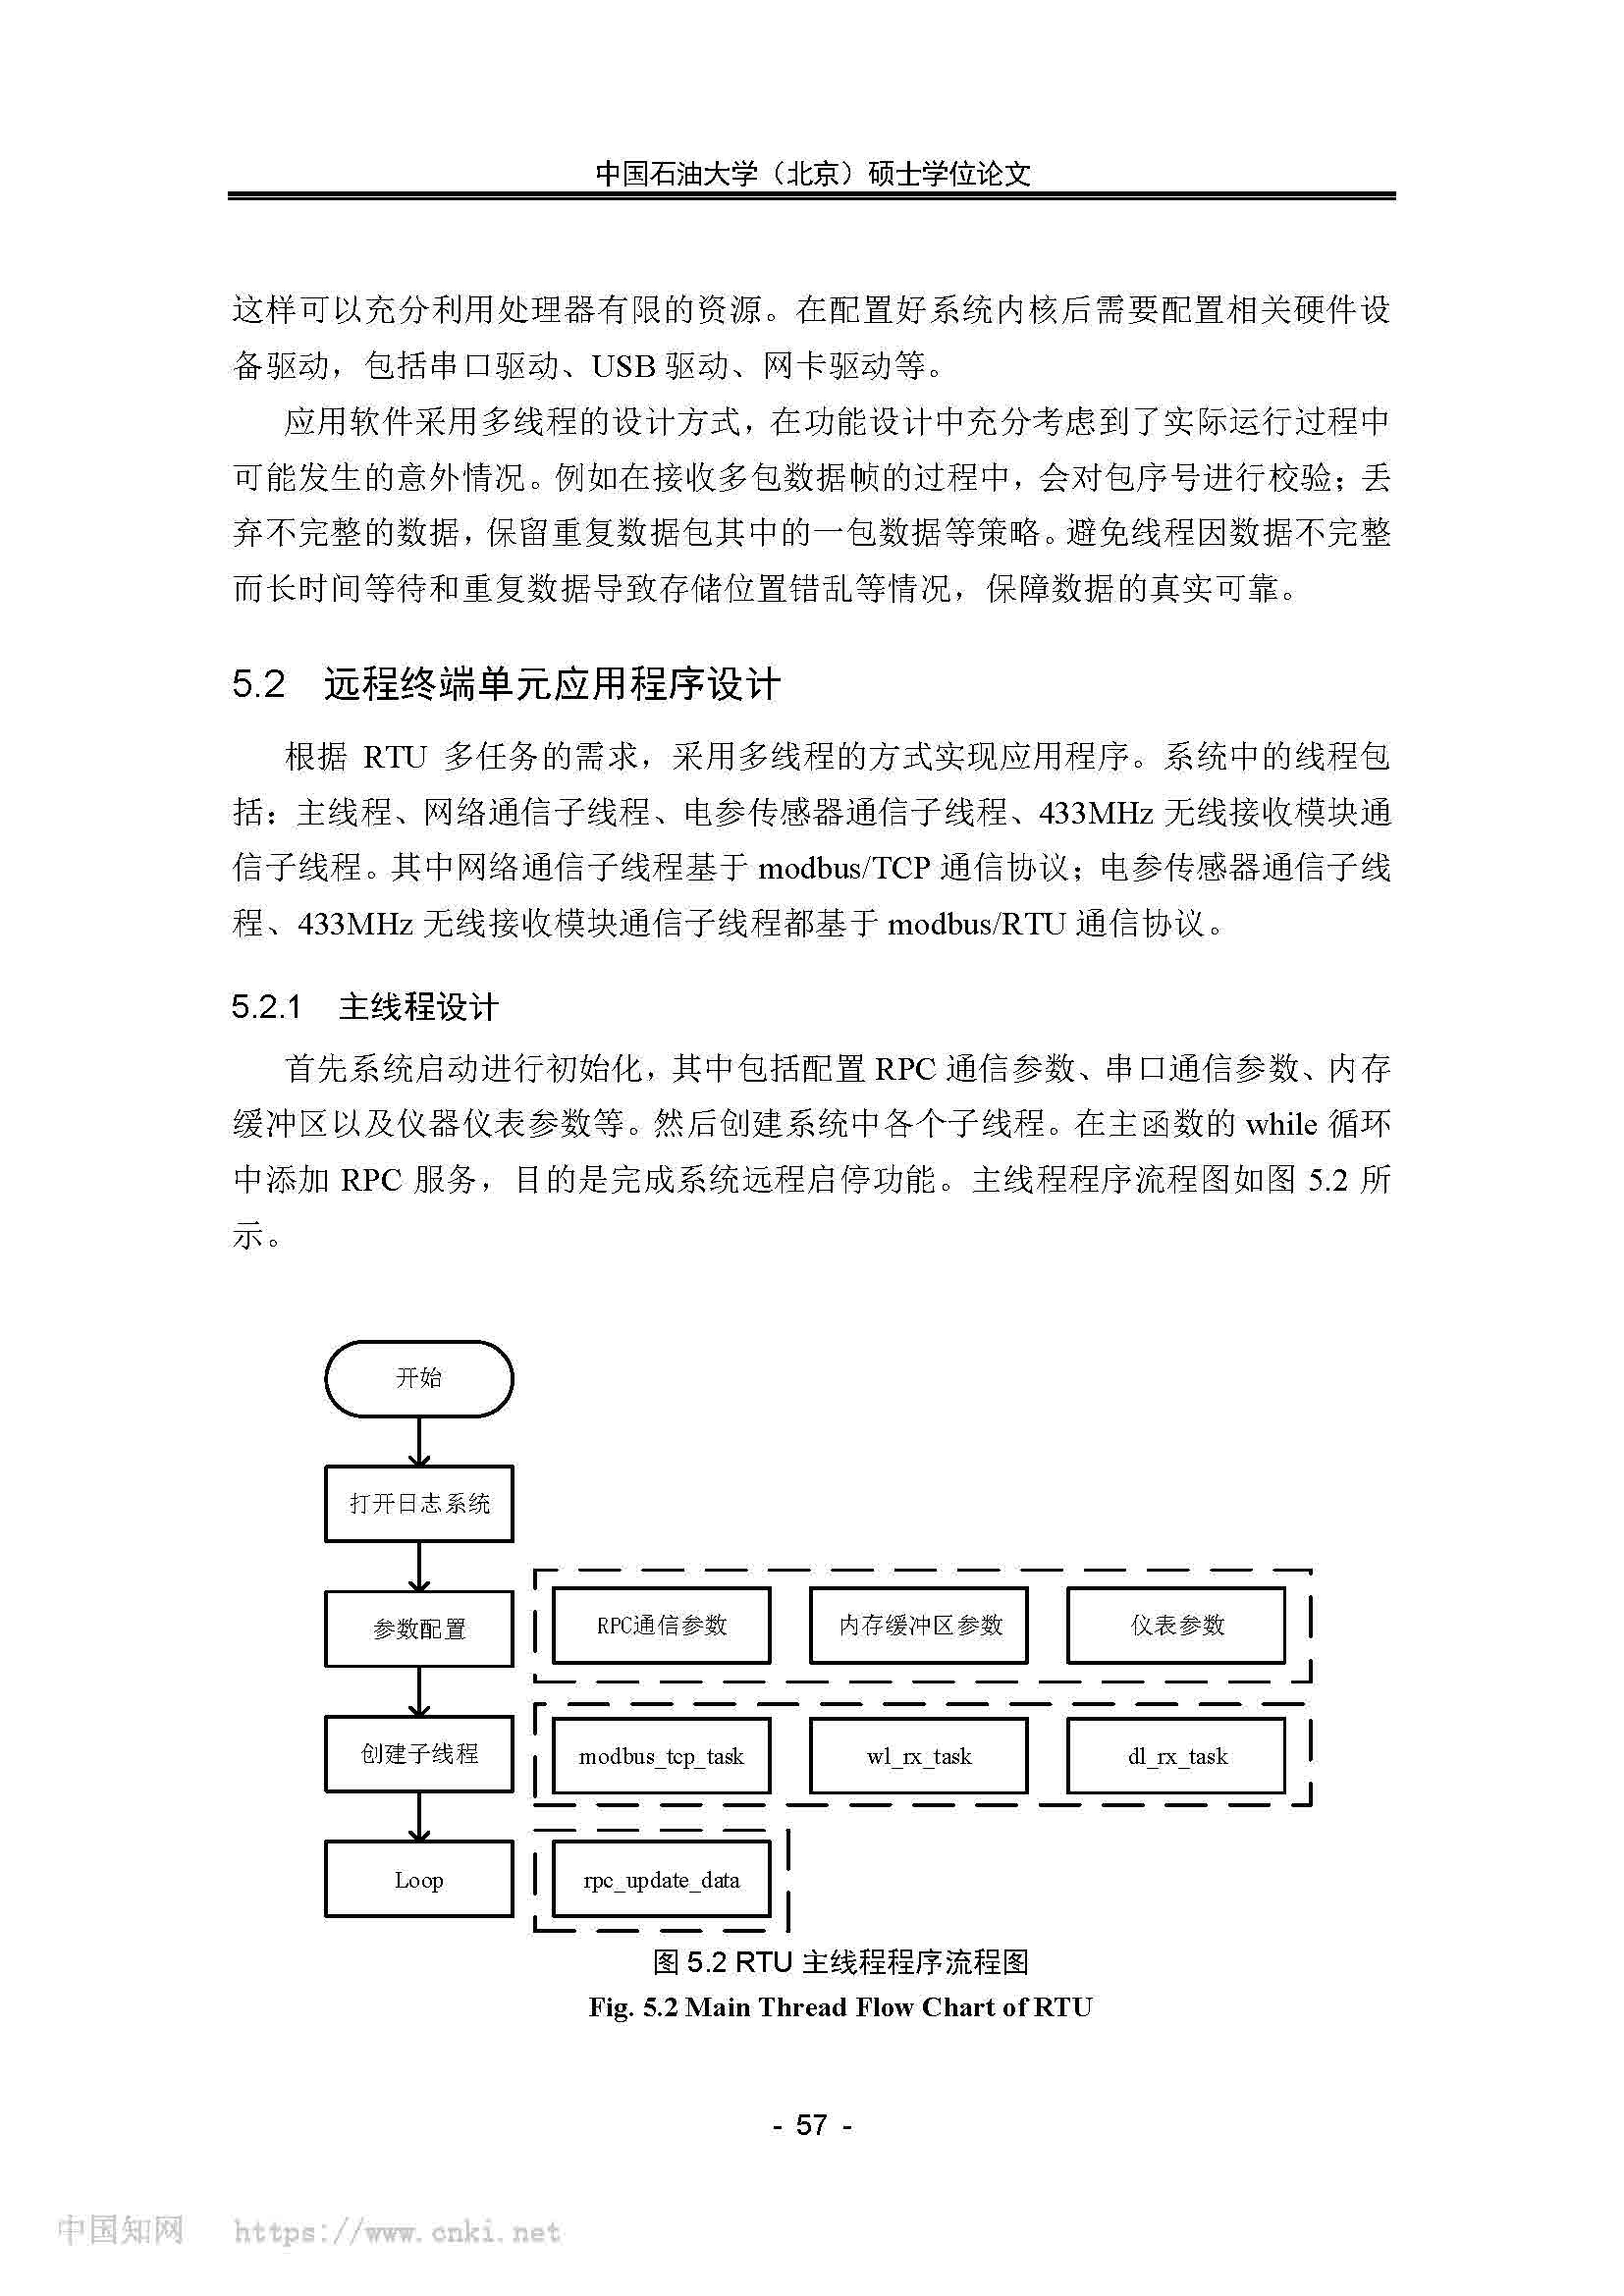 中国石油大学（北京）硕士学位论文
这样可以充分利用处理器有限的资源。在配置好系统内核后需要配置相关硬件设
备驱动，包括串口驱动、USB 驱动、网卡驱动等。
应用软件采用多线程的设计方式，在功能设计中充分考虑到了实际运行过程中
可能发生的意外情况。例如在接收多包数据帧的过程中，会对包序号进行校验；丢
弃不完整的数据，保留重复数据包其中的一包数据等策略。避免线程因数据不完整
而长时间等待和重复数据导致存储位置错乱等情况，保障数据的真实可靠。
5.2 远程终端单元应用程序设计
根据 RTU 多任务的需求，采用多线程的方式实现应用程序。系统中的线程包
括：主线程、网络通信子线程、电参传感器通信子线程、433MHz 无线接收模块通
信子线程。其中网络通信子线程基于 modbus/TCP 通信协议；电参传感器通信子线
程、433MHz 无线接收模块通信子线程都基于 modbus/RTU 通信协议。
5.2.1 主线程设计
首先系统启动进行初始化，其中包括配置 RPC 通信参数、串口通信参数、内存
缓冲区以及仪器仪表参数等。然后创建系统中各个子线程。在主函数的 while 循环
中添加 RPC 服务，目的是完成系统远程启停功能。主线程程序流程图如图 5.2 所
示。
开始
打开日志系统
参数配置 RPC通信参数 内存缓冲区参数 仪表参数
创建子线程 modbus_tcp_task wl_rx_task dl_rx_task
Loop rpc_update_data
图 5.2 RTU 主线程程序流程图
Fig. 5.2 Main Thread Flow Chart of RTU
- 57 -
中国知网 https://www.cnki.net